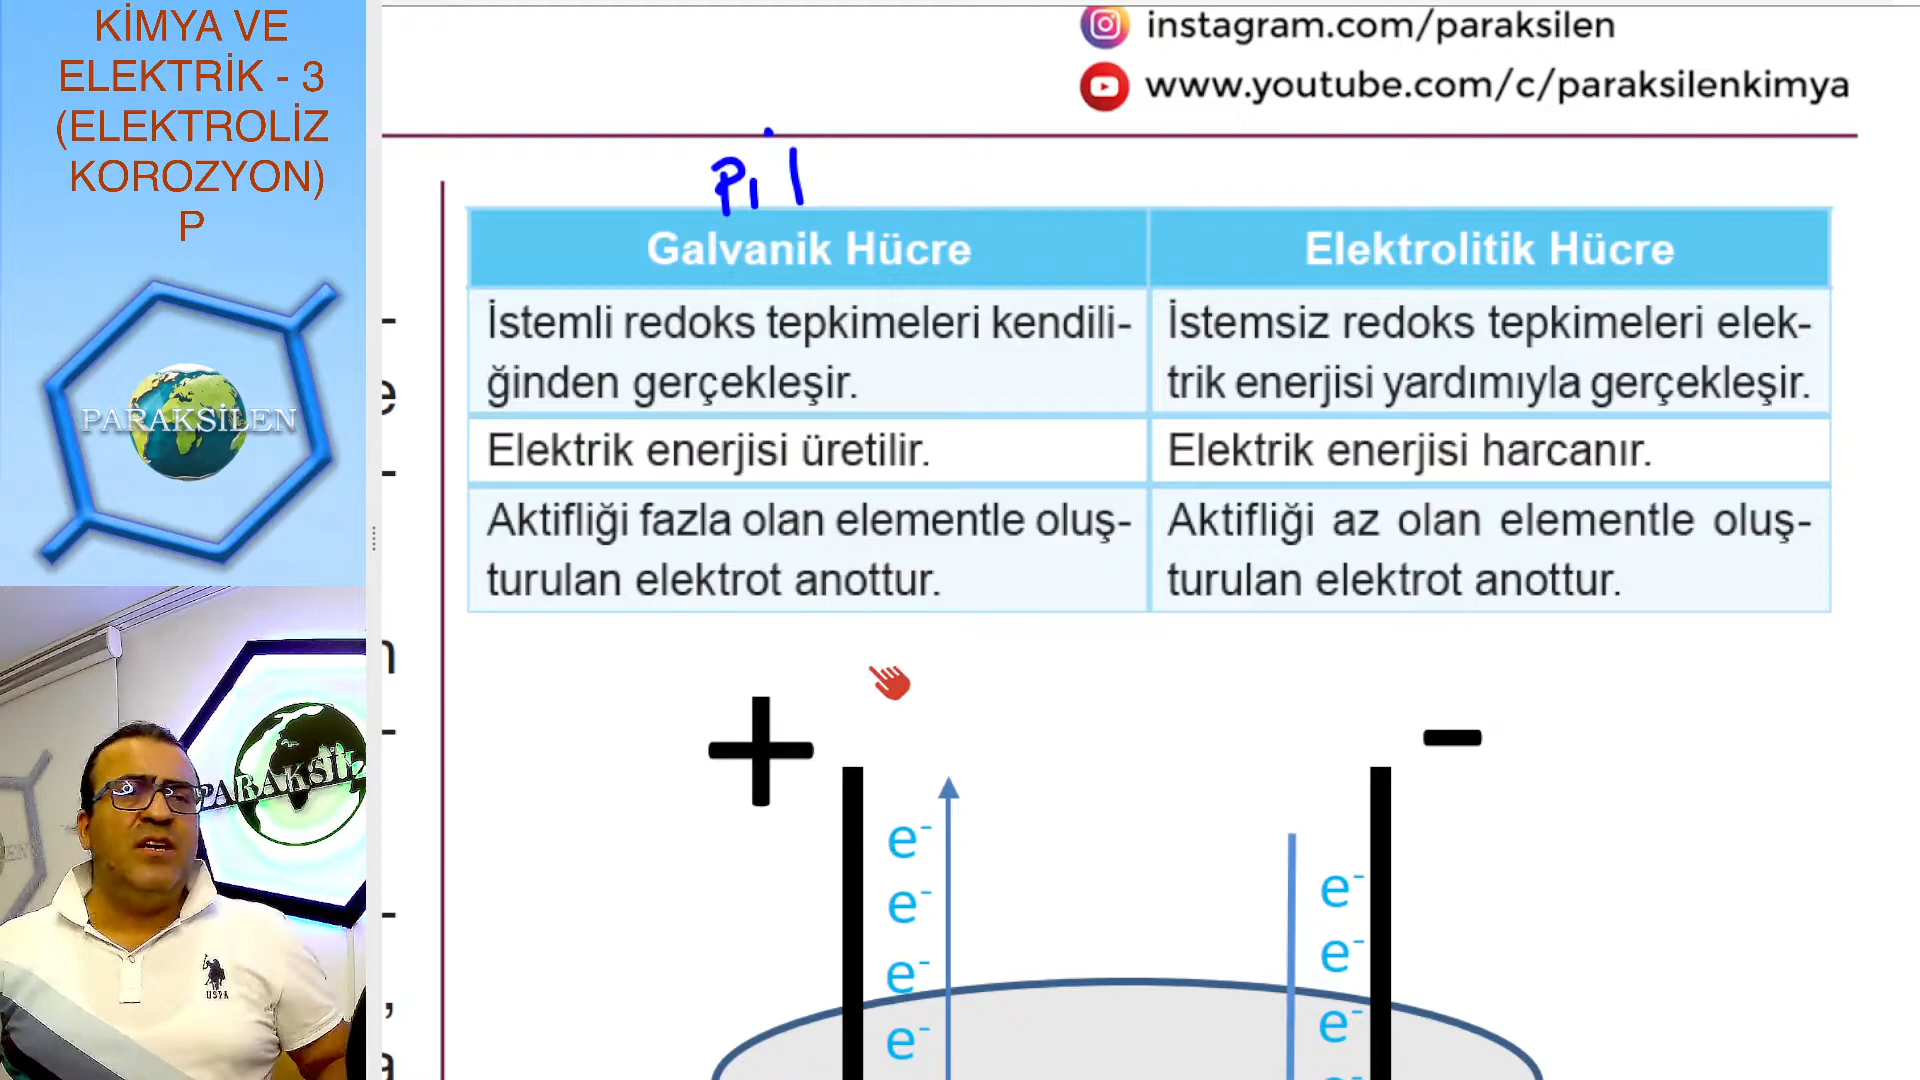 KİMYA VE
ELEKTRİK - 3
(ELEKTROLİZ
KOROZYON)
P
PARAKSİLEN
instagram.com/paraksilen
www.youtube.com/c/paraksilenkimya
Pil
Galvanik Hücre
Elektrolitik Hücre
İstemli redoks tepkimeleri kendili-
ğinden gerçekleşir.
İstemsiz redoks tepkimeleri elek-
trik enerjisi yardımıyla gerçekleşir.
Elektrik enerjisi üretilir.
Elektrik enerjisi harcanır.
Aktifliği fazla olan elementle oluş-
turulan elektrot anottur.
Aktifliği az olan elementle oluş-
turulan elektrot anottur.
+
-
e-
e-
e-
e-
e-
e-
e-
USPA